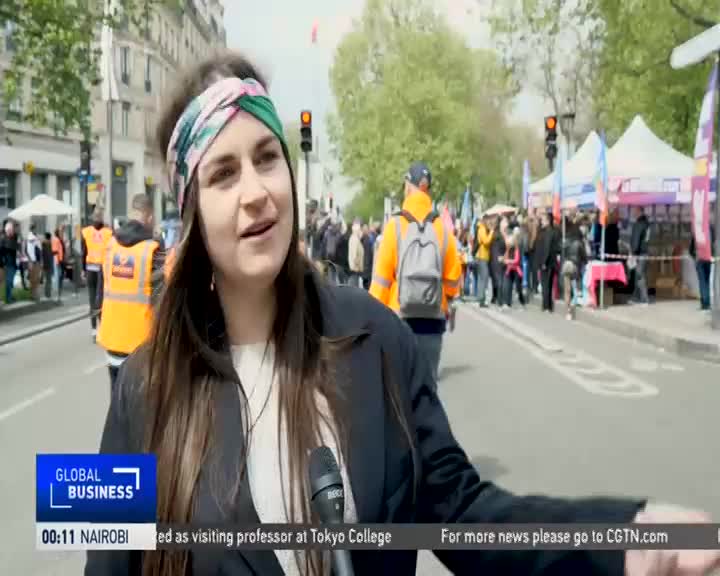 GLOBAL
BUSINESS
00:11 NAIROBI
ed as visiting professor at Tokyo College For more news please go to CGTN.com